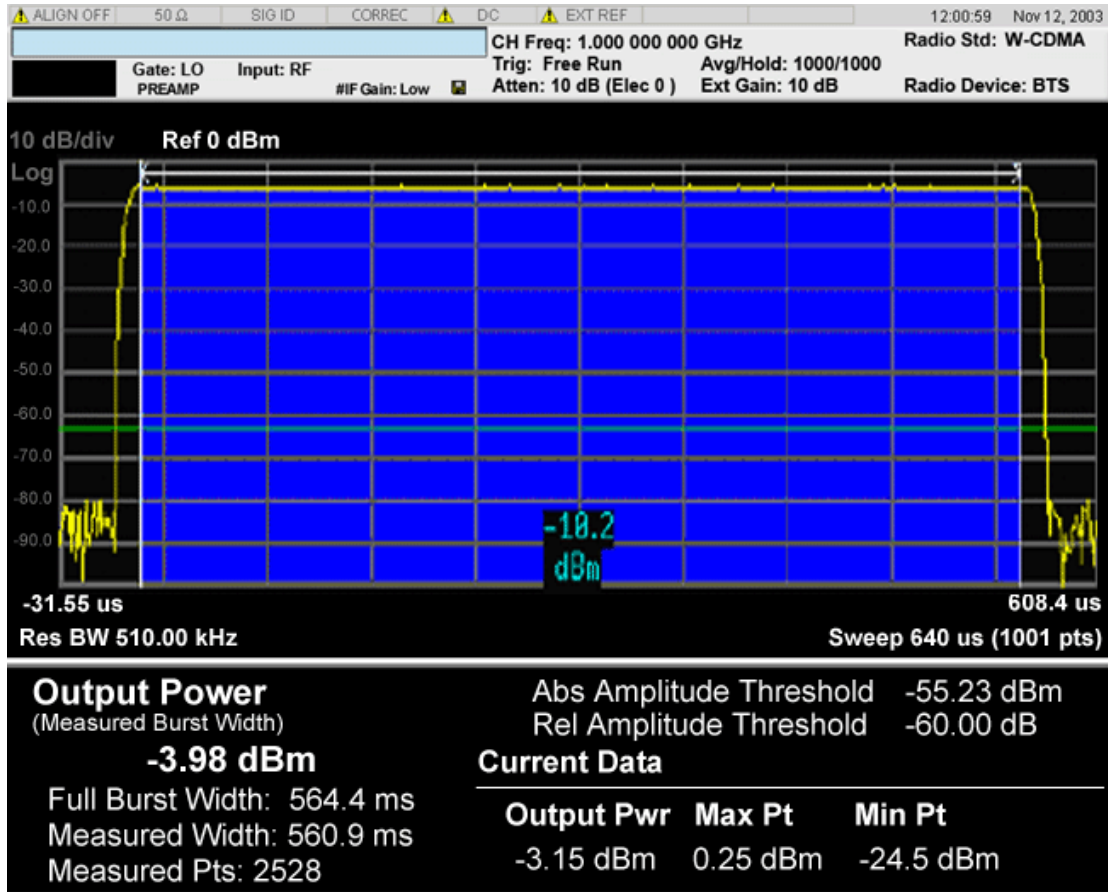 ALIGN OFF 50 Ω SIG ID CORREC DC EXT REF 12:00:59 Nov 12, 2003
CH Freq: 1.000 000 000 GHz Radio Std: W-CDMA
Gate: LO Input: RF Trig: Free Run Avg/Hold: 1000/1000
PREAMP #IF Gain: Low Atten: 10 dB (Elec 0 ) Ext Gain: 10 dB Radio Device: BTS
10 dB/div Ref 0 dBm
Log
-10.0
-20.0
-30.0
-40.0
-50.0
-60.0
-70.0
-80.0
-90.0
-10.2
dBm
-31.55 us 608.4 us
Res BW 510.00 kHz Sweep 640 us (1001 pts)
Output Power
(Measured Burst Width)
-3.98 dBm
Full Burst Width: 564.4 ms
Measured Width: 560.9 ms
Measured Pts: 2528
Abs Amplitude Threshold -55.23 dBm
Rel Amplitude Threshold -60.00 dB
Current Data
Output Pwr Max Pt Min Pt
-3.15 dBm 0.25 dBm -24.5 dBm